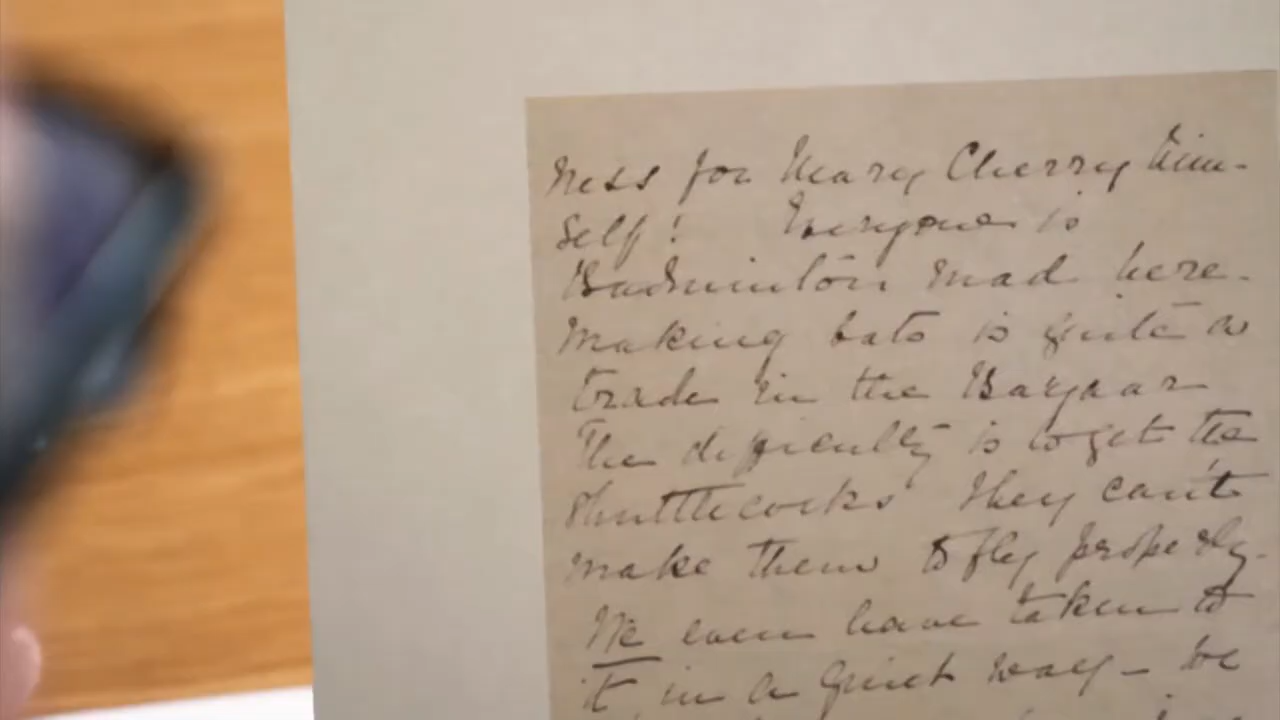 ness for Mary Cherry him-
self! Everyone is
Badminton mad here.
Making bats is quite a
trade in the Bazaar
The difficulty is to get the
Shuttlecocks They can't
make them to fly properly.
We even have taken to
it in a quiet way - we